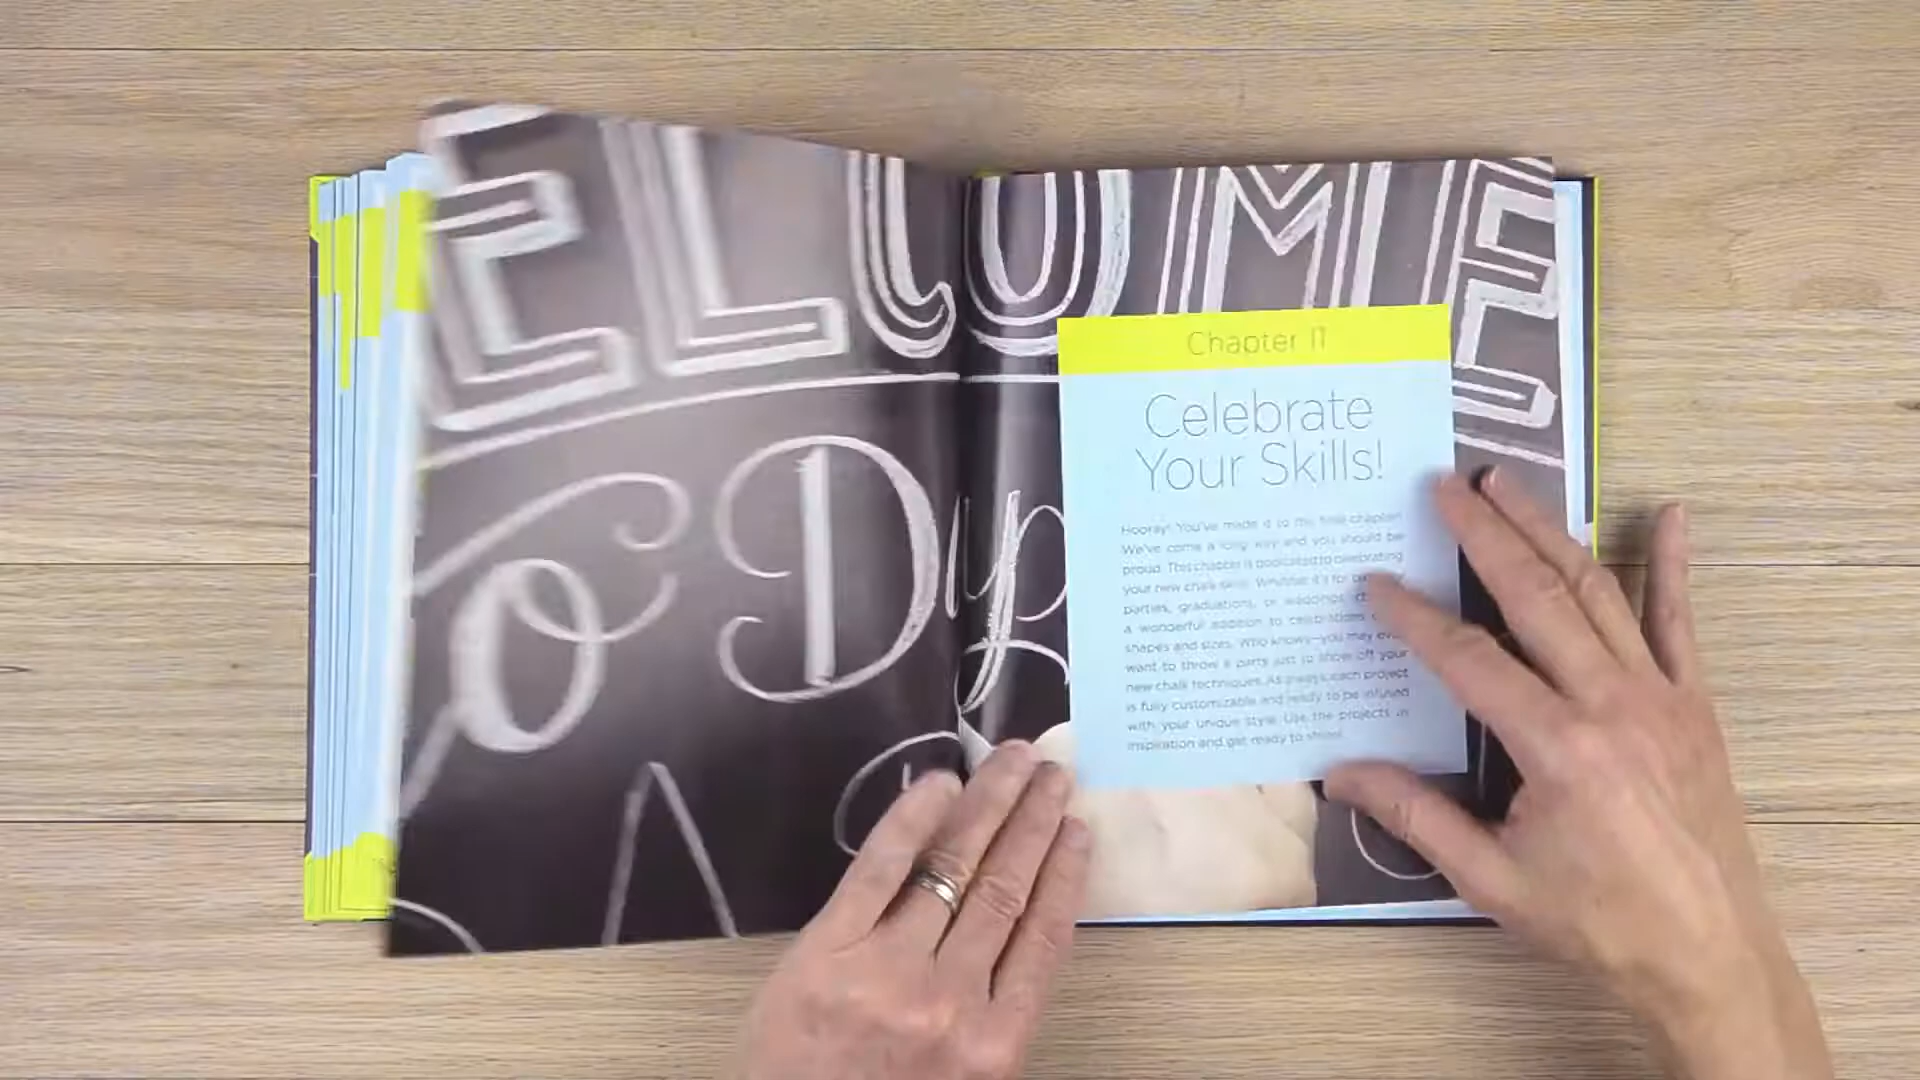 ELCOME
o D
Chapter 11
Celebrate
Your Skills!
Hooray! You've made it to the final chapter!
We've come a long way and you should be
proud. This chapter is dedicated to celebrating
your new chalk skills. Whether it's for
parties, graduations, or weddings,
a wonderful addition to celebrations
shapes and sizes. Who knows—you may even
want to throw a party just to show off your
new chalk techniques. As always, each project
is fully customizable and ready to be infused
with your unique style. Use the projects as
inspiration and get ready to shine!